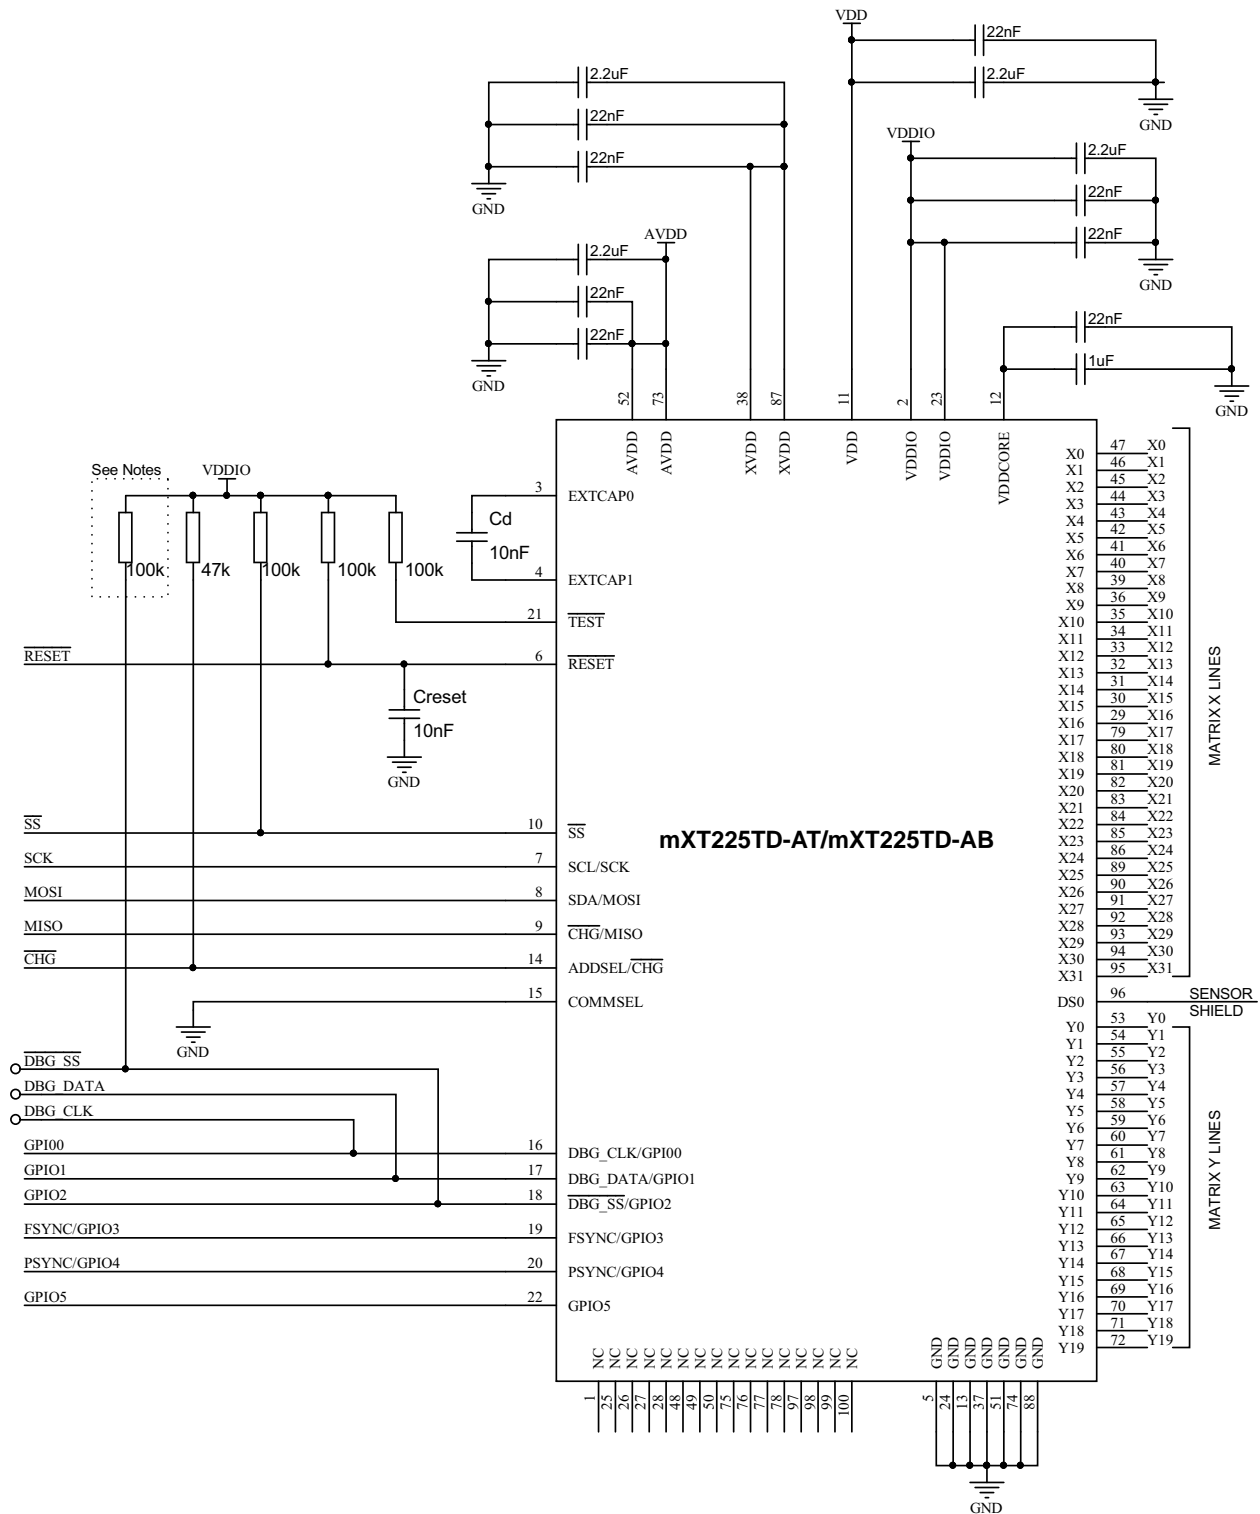 VDD
22nF
2.2uF
GND
2.2uF
22nF
22nF
GND
VDDIO
2.2uF
22nF
22nF
GND
AVDD
2.2uF
22nF
22nF
GND
22nF
1uF
GND
52 73 38 87 11 2 23 12
AVDD AVDD XVDD XVDD VDD VDDIO VDDIO VDDCORE
See Notes
VDDIO
100k 47k 100k 100k 100k
3 EXTCAP0
Cd
10nF
4 EXTCAP1
21 TEST
RESET 6 RESET
Creset
10nF
GND
mXT225TD-AT/mXT225TD-AB
SS 10 SS
SCK 7 SCL/SCK
MOSI 8 SDA/MOSI
MISO 9 CHG/MISO
CHG 14 ADDSEL/CHG
15 COMMSEL
GND
DBG_SS
DBG_DATA
DBG_CLK
GPI00 16 DBG_CLK/GPI00
GPIO1 17 DBG_DATA/GPIO1
GPIO2 18 DBG_SS/GPIO2
FSYNC/GPIO3 19 FSYNC/GPIO3
PSYNC/GPIO4 20 PSYNC/GPIO4
GPIO5 22 GPIO5
X0 47 X0
X1 46 X1
X2 45 X2
X3 44 X3
X4 43 X4
X5 42 X5
X6 41 X6
X7 40 X7
X8 39 X8
X9 36 X9
X10 35 X10
X11 34 X11
X12 33 X12
X13 32 X13
X14 31 X14
X15 30 X15
X16 29 X16
X17 79 X17
X18 80 X18
X19 81 X19
X20 82 X20
X21 83 X21
X22 84 X22
X23 85 X23
X24 86 X24
X25 89 X25
X26 90 X26
X27 91 X27
X28 92 X28
X29 93 X29
X30 94 X30
X31 95 X31
MATRIX X LINES
DS0 96 SENSOR
SHIELD
Y0 53 Y0
Y1 54 Y1
Y2 55 Y2
Y3 56 Y3
Y4 57 Y4
Y5 58 Y5
Y6 59 Y6
Y7 60 Y7
Y8 61 Y8
Y9 62 Y9
Y10 63 Y10
Y11 64 Y11
Y12 65 Y12
Y13 66 Y13
Y14 67 Y14
Y15 68 Y15
Y16 69 Y16
Y17 70 Y17
Y18 71 Y18
Y19 72 Y19
MATRIX Y LINES
NC NC NC NC NC NC NC NC NC NC NC NC NC NC NC NC
1 25 26 27 28 48 49 50 75 76 77 78 97 98 99 100
GND GND GND GND GND GND GND
5 24 13 37 51 74 88
GND